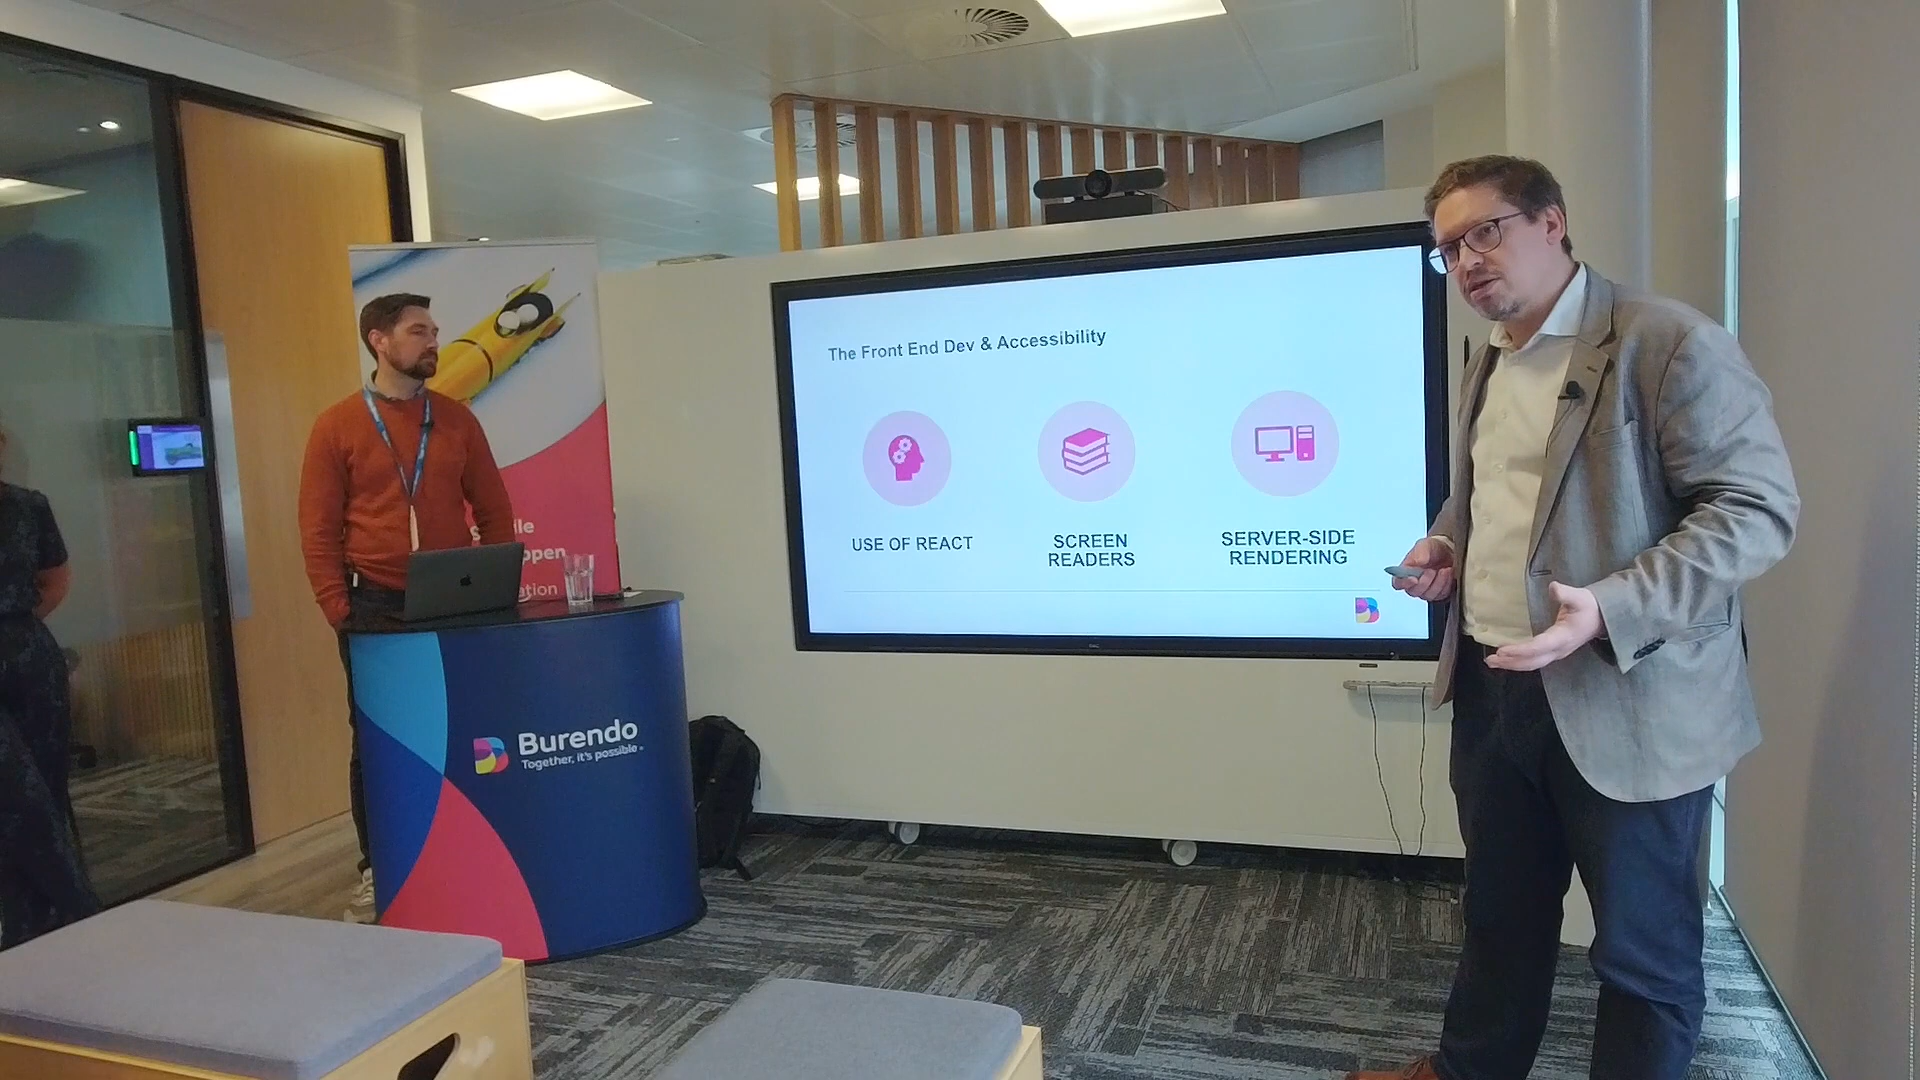 The Front End Dev & Accessibility
USE OF REACT
SCREEN
READERS
SERVER-SIDE
RENDERING
Burendo
Together, it's possible